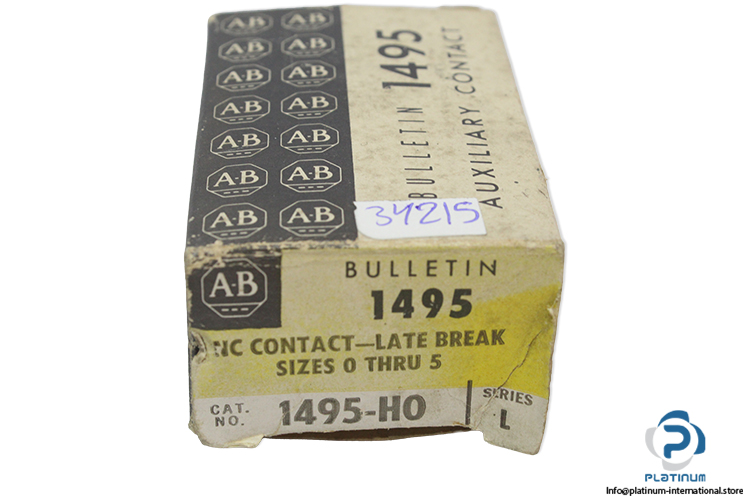 A-B A-B
A-B A-B
A-B A-B
A-B A-B
A-B A-B
A-B A-B
A-B A-B
BULLETIN 1495
AUXILIARY CONTACT
34215
A-B
BULLETIN
1495
NC CONTACT—LATE BREAK
SIZES 0 THRU 5
CAT. NO. 1495-HO
SERIES L
PLATINUM
Info@platinum-international.store